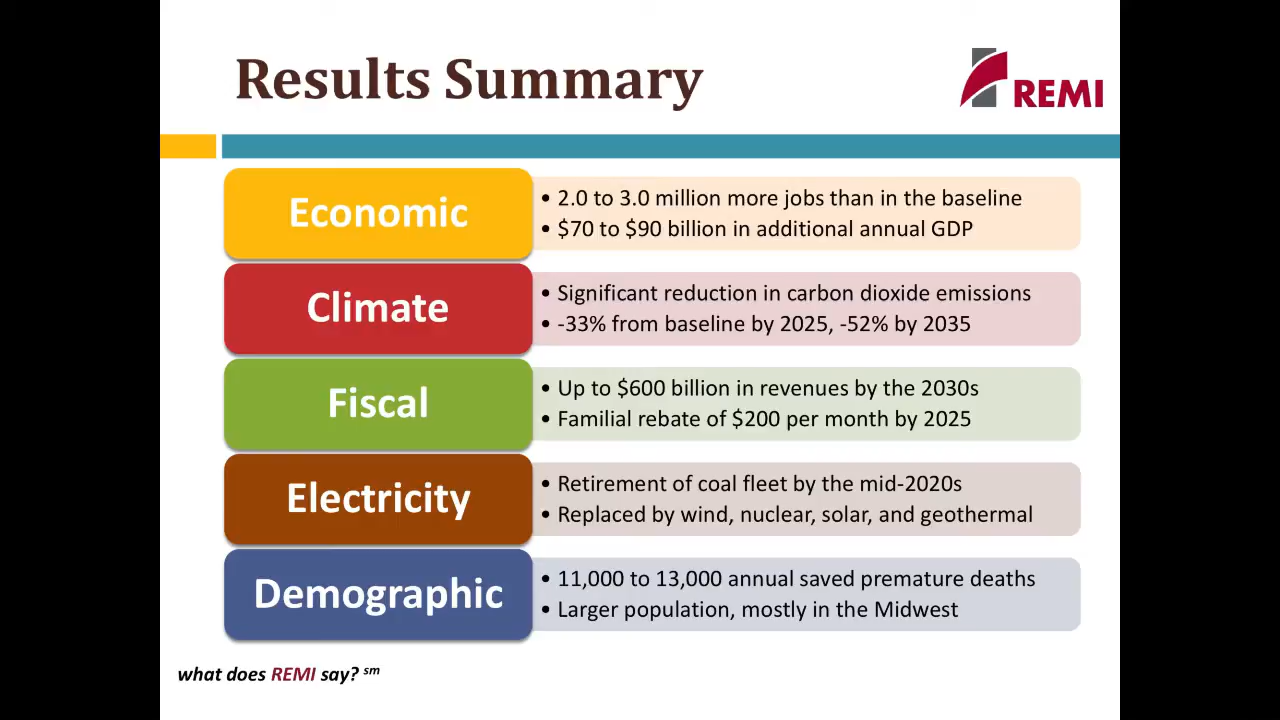 Results Summary
REMI
Economic
• 2.0 to 3.0 million more jobs than in the baseline
• $70 to $90 billion in additional annual GDP
Climate
• Significant reduction in carbon dioxide emissions
• -33% from baseline by 2025, -52% by 2035
Fiscal
• Up to $600 billion in revenues by the 2030s
• Familial rebate of $200 per month by 2025
Electricity
• Retirement of coal fleet by the mid-2020s
• Replaced by wind, nuclear, solar, and geothermal
Demographic
• 11,000 to 13,000 annual saved premature deaths
• Larger population, mostly in the Midwest
what does REMI say? sm